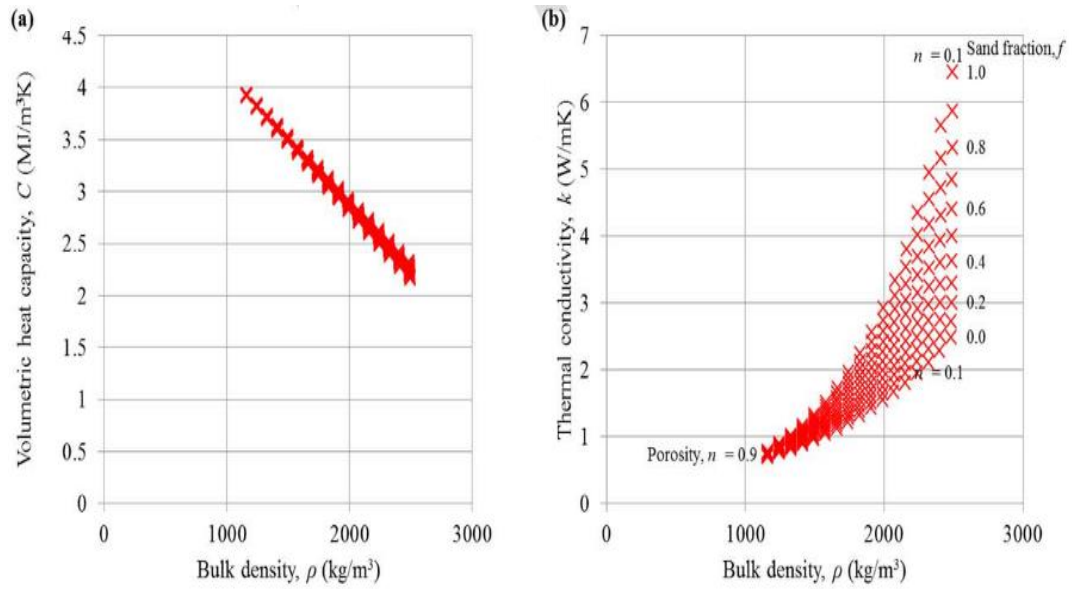 (a)
Volumetric heat capacity, C (MJ/m³K)
4.5
4
3.5
3
2.5
2
1.5
1
0.5
0
0 1000 2000 3000
Bulk density, ρ (kg/m³)
(b)
Thermal conductivity, k (W/mK)
7
6
5
4
3
2
1
0
n = 0.1 Sand fraction, f
1.0
0.8
0.6
0.4
0.2
0.0
n = 0.1
Porosity, n = 0.9
0 1000 2000 3000
Bulk density, ρ (kg/m³)